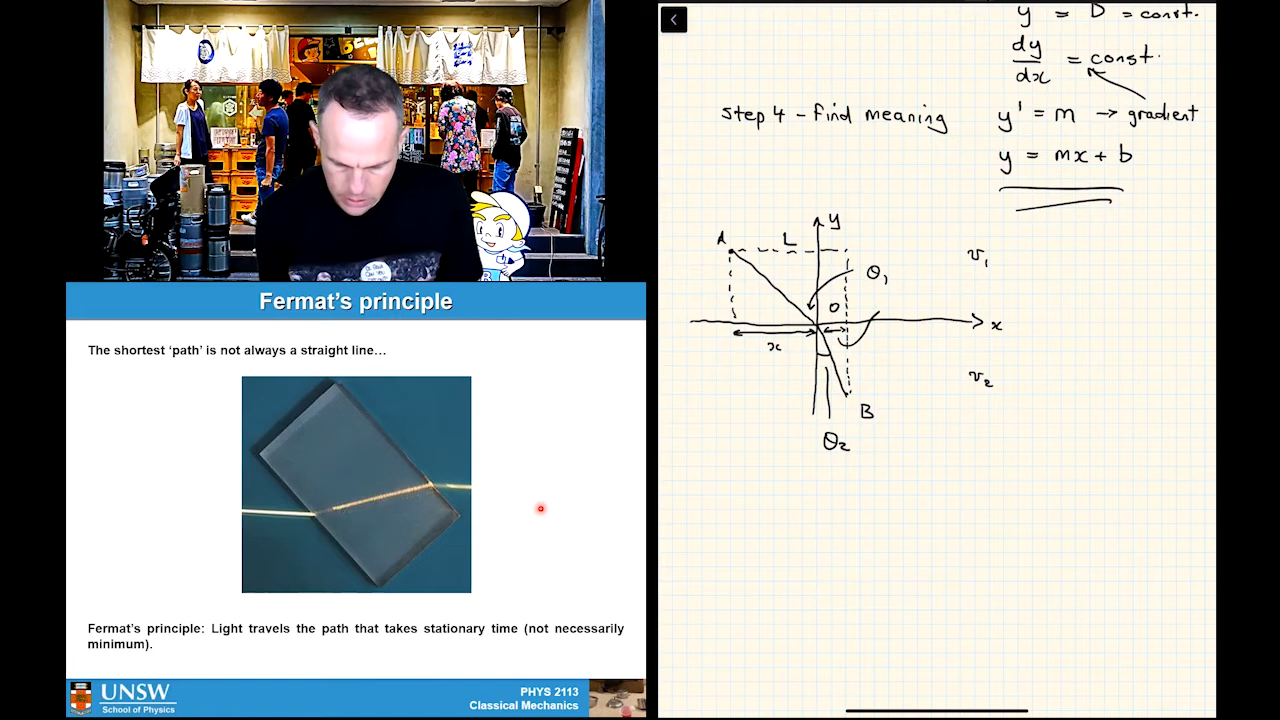 Fermat's principle
The shortest 'path' is not always a straight line…
Fermat's principle: Light travels the path that takes stationary time (not necessarily
minimum).
UNSW
School of Physics
PHYS 2113
Classical Mechanics
y = D = const.
dy/dx = const.
step 4 - find meaning
y' = m → gradient
y = mx + b
y
A
L
v₁
θ₁
O
x
x
v₂
B
θ₂